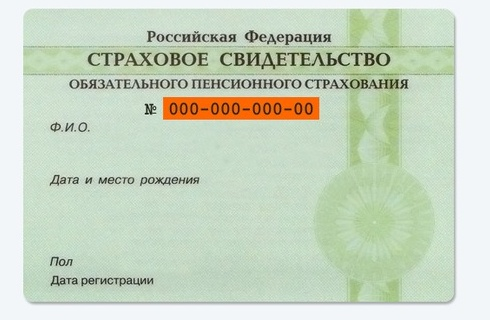 Российская Федерация
СТРАХОВОЕ СВИДЕТЕЛЬСТВО
ОБЯЗАТЕЛЬНОГО ПЕНСИОННОГО СТРАХОВАНИЯ
№ 000-000-000-00
Ф.И.О.
Дата и место рождения
Пол
Дата регистрации